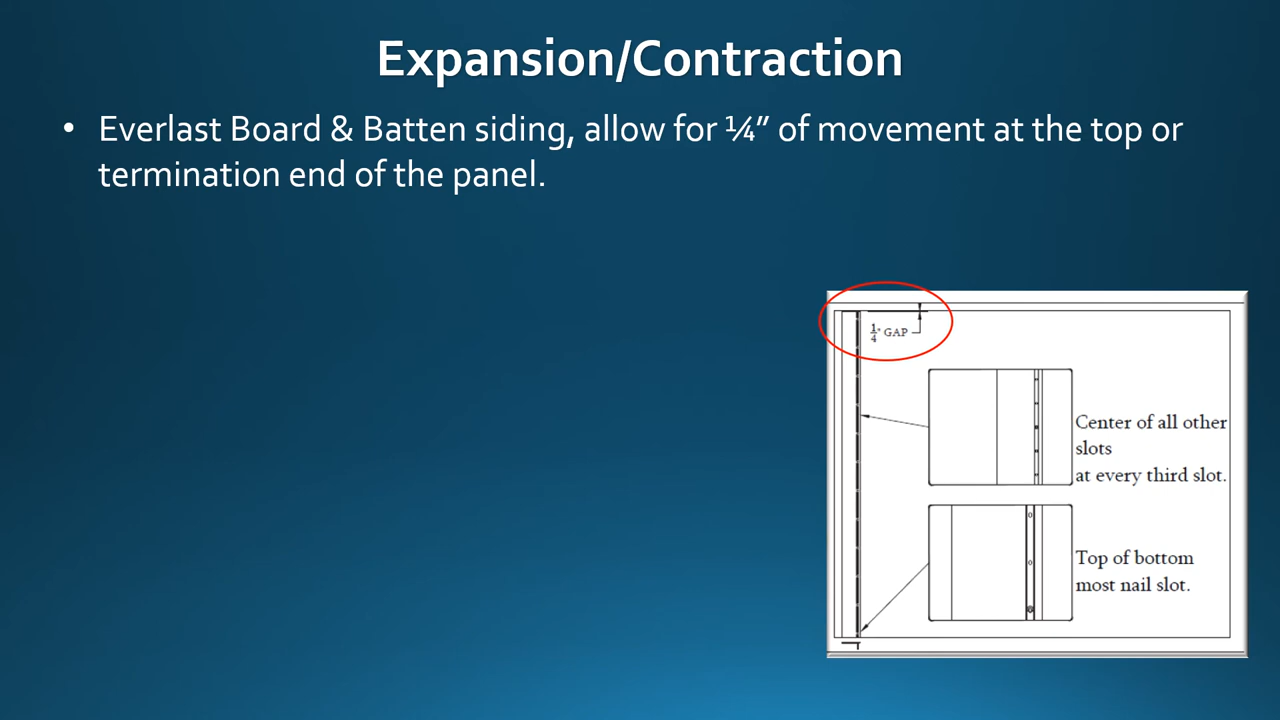 Expansion/Contraction
• Everlast Board & Batten siding, allow for ¼” of movement at the top or
termination end of the panel.
¼" GAP
Center of all other
slots
at every third slot.
Top of bottom
most nail slot.